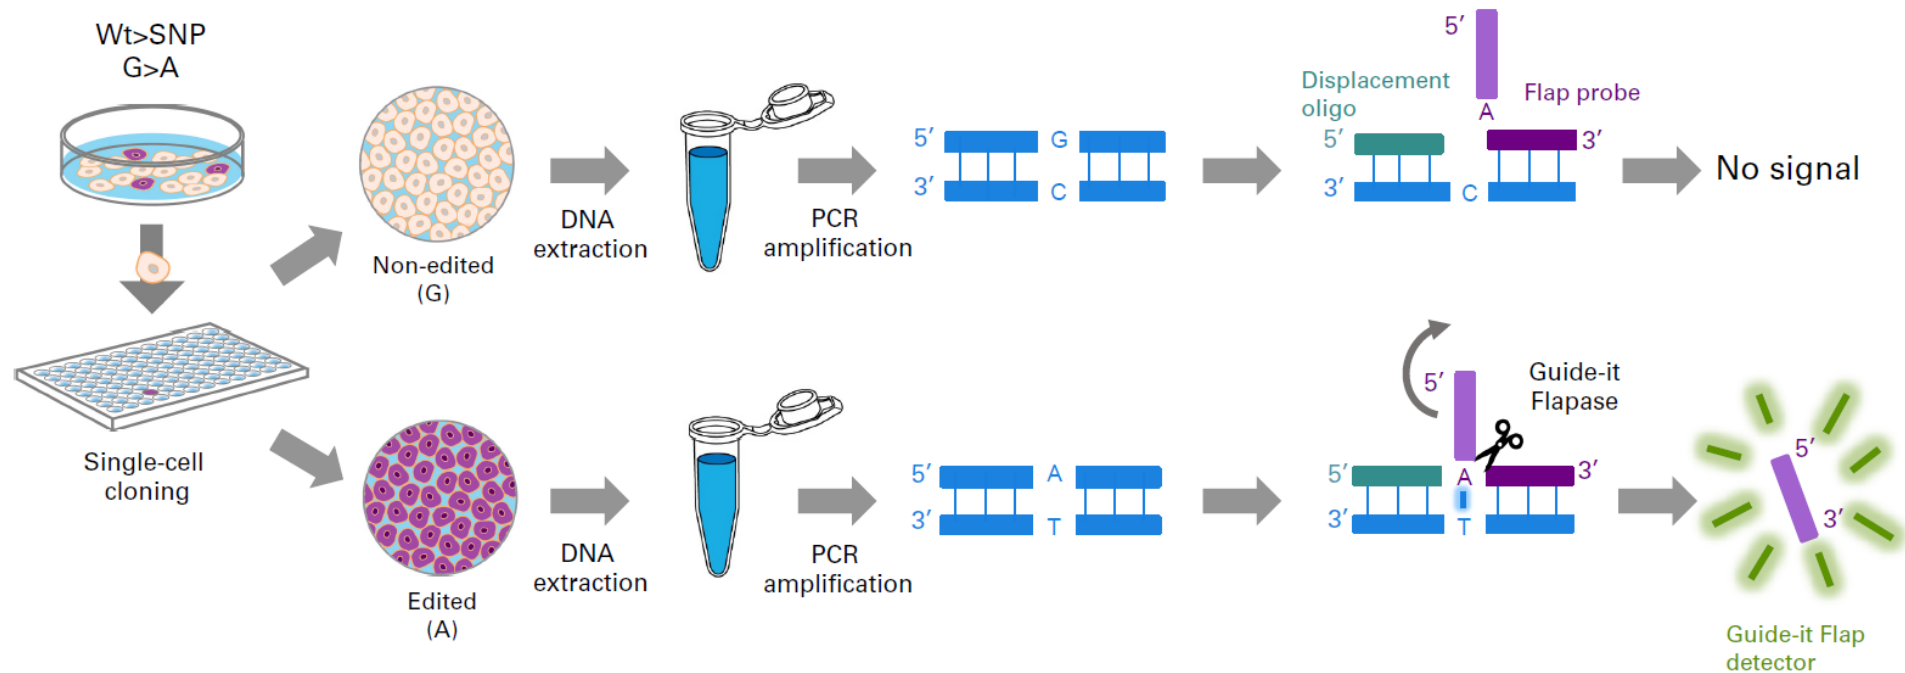 Wt>SNP
G>A
Single-cell
cloning
Non-edited
(G)
DNA
extraction
PCR
amplification
5′ G
3′ C
Displacement
oligo
5′
A
Flap probe
5′ 3′
3′ C
No signal
Edited
(A)
DNA
extraction
PCR
amplification
5′ A
3′ T
5′
Guide-it
Flapase
5′ A 3′
3′ T
5′
3′
Guide-it Flap
detector